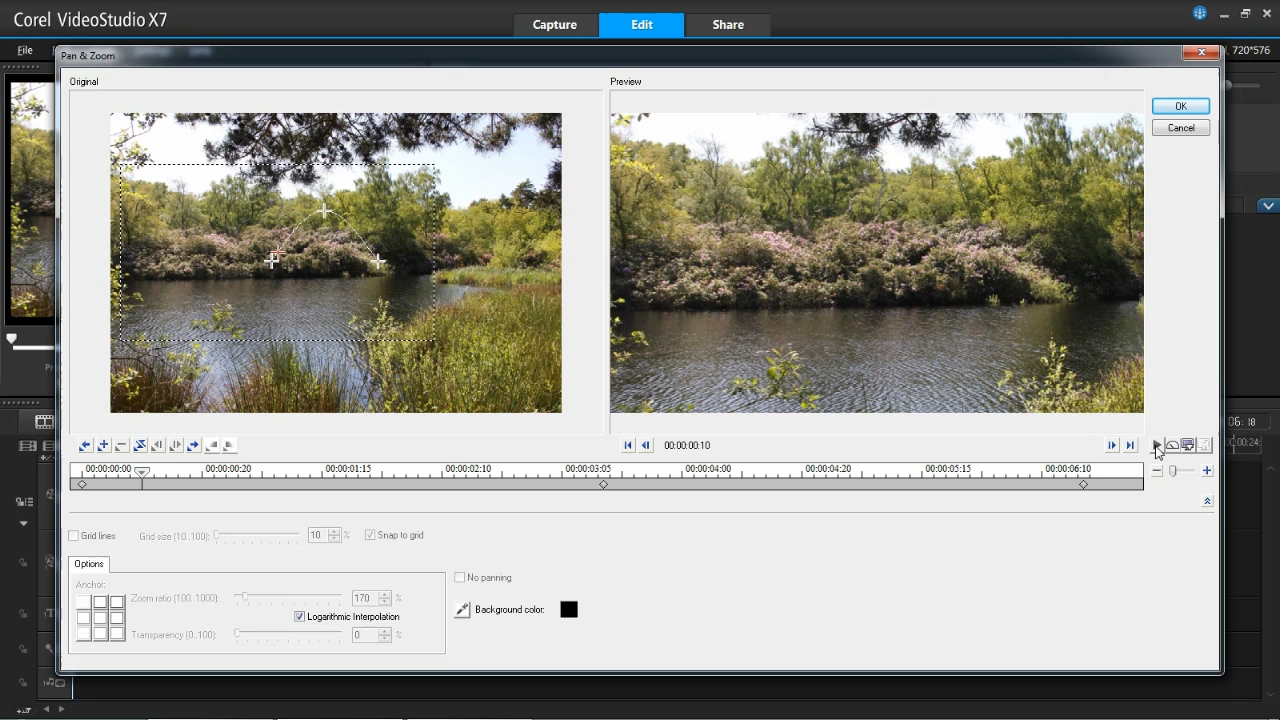 Corel VideoStudio X7
Capture
Edit
Share
File
720*576
Pan & Zoom
Original
Preview
OK
Cancel
00:00:00:10
00:00:00:00
00:00:00:20
00:00:01:15
00:00:02:10
00:00:03:05
00:00:04:00
00:00:04:20
00:00:05:15
00:00:06:10
Grid lines
Grid size (10..100):
10
%
Snap to grid
Options
Anchor:
Zoom ratio (100..1000):
170
%
Logarithmic Interpolation
Transparency (0..100):
0
%
No panning
Background color: